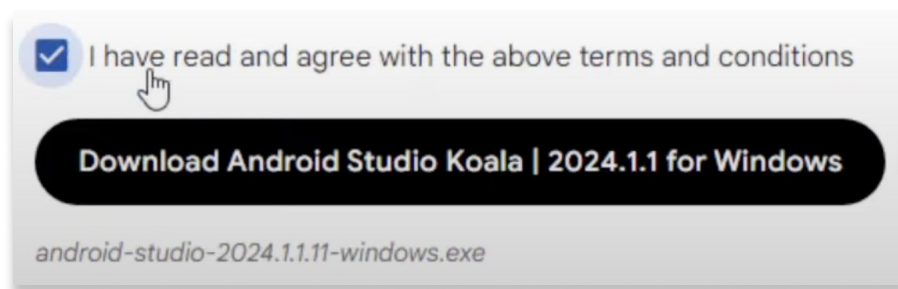 I have read and agree with the above terms and conditions
Download Android Studio Koala | 2024.1.1 for Windows
android-studio-2024.1.1.11-windows.exe